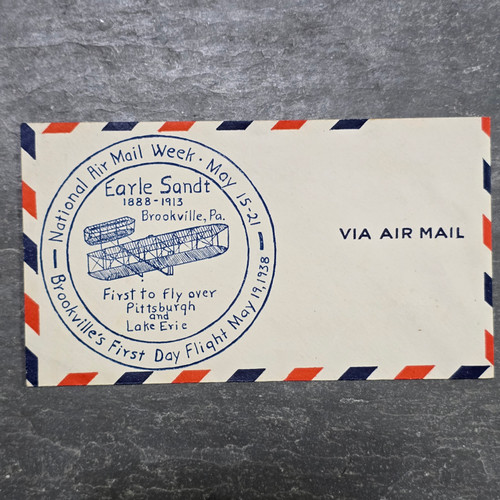 National Air Mail Week · May 15-21
Earle Sandt
1888-1913
Brookville, Pa.
First to fly over
Pittsburgh
and
Lake Erie
Brookville's First Day Flight May 19, 1938
VIA AIR MAIL